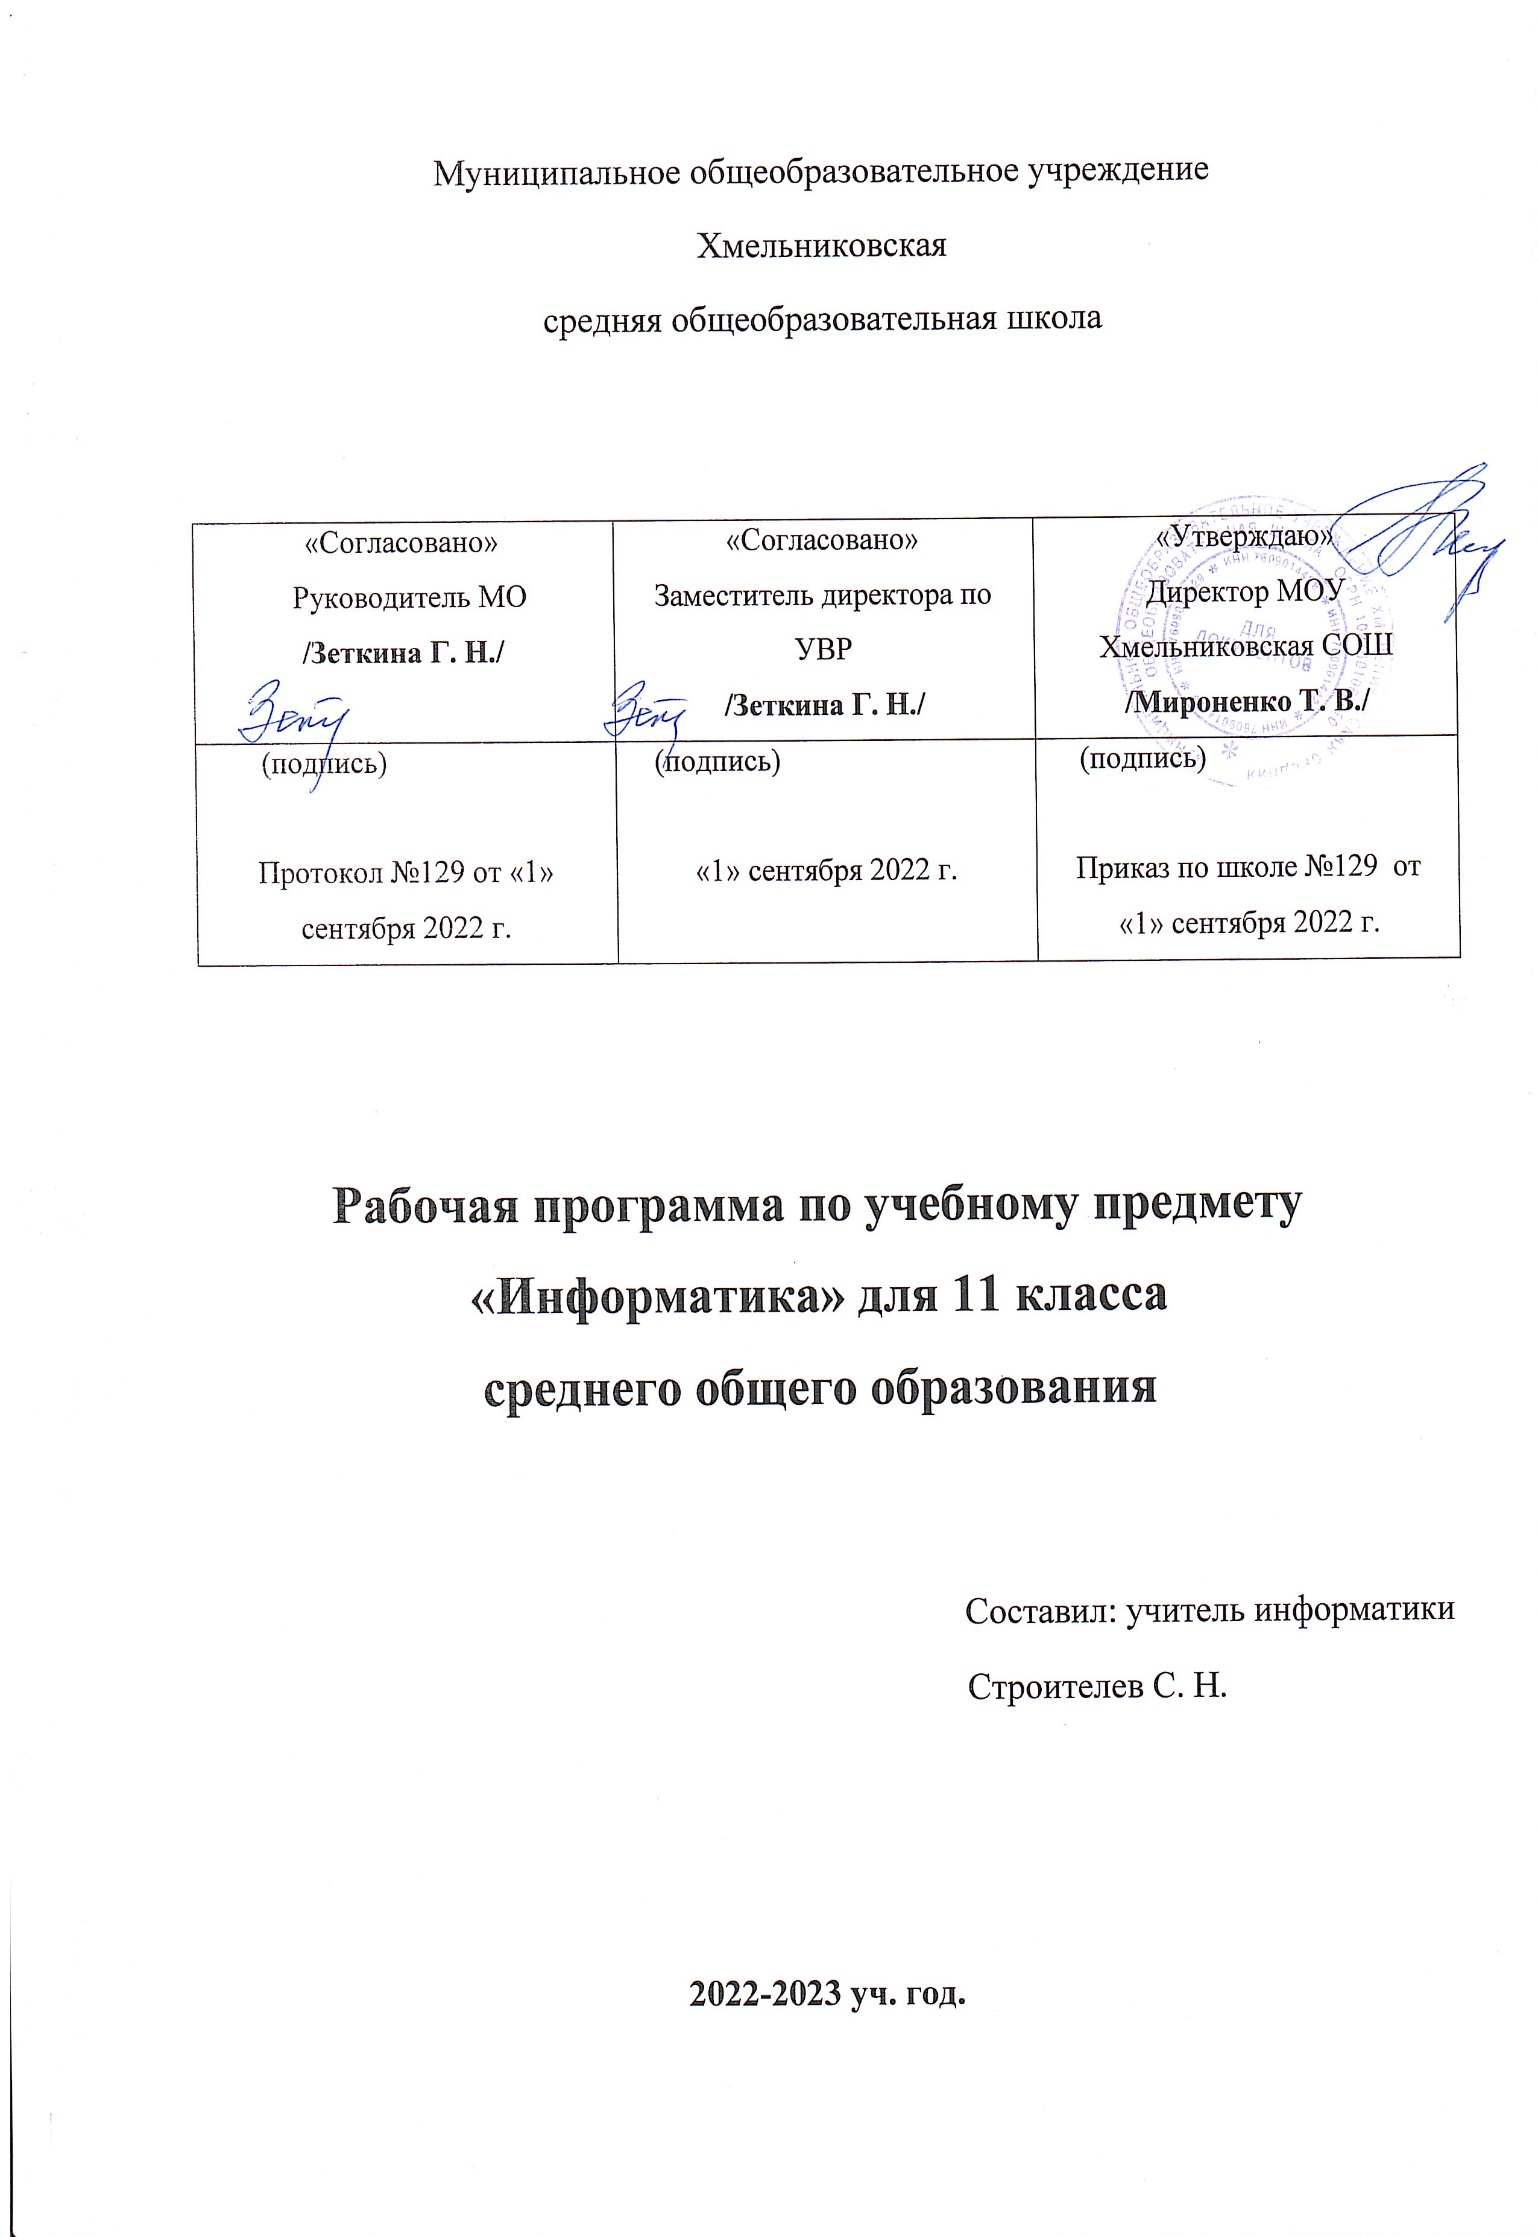 Муниципальное общеобразовательное учреждение
Хмельниковская
средняя общеобразовательная школа
«Согласовано»
Руководитель МО
/Зеткина Г. Н./
«Согласовано»
Заместитель директора по
УВР
/Зеткина Г. Н./
«Утверждаю»
Директор МОУ
Хмельниковская СОШ
/Мироненко Т. В./
ДЛЯ
(подпись)
Протокол №129 от «1»
сентября 2022 г.
(подпись)
«1» сентября 2022 г.
(подпись)
Приказ по школе №129 от
«1» сентября 2022 г.
Рабочая программа по учебному предмету
«Информатика» для 11 класса
среднего общего образования
Составил: учитель информатики
Строителев С. Н.
2022-2023 уч. год.